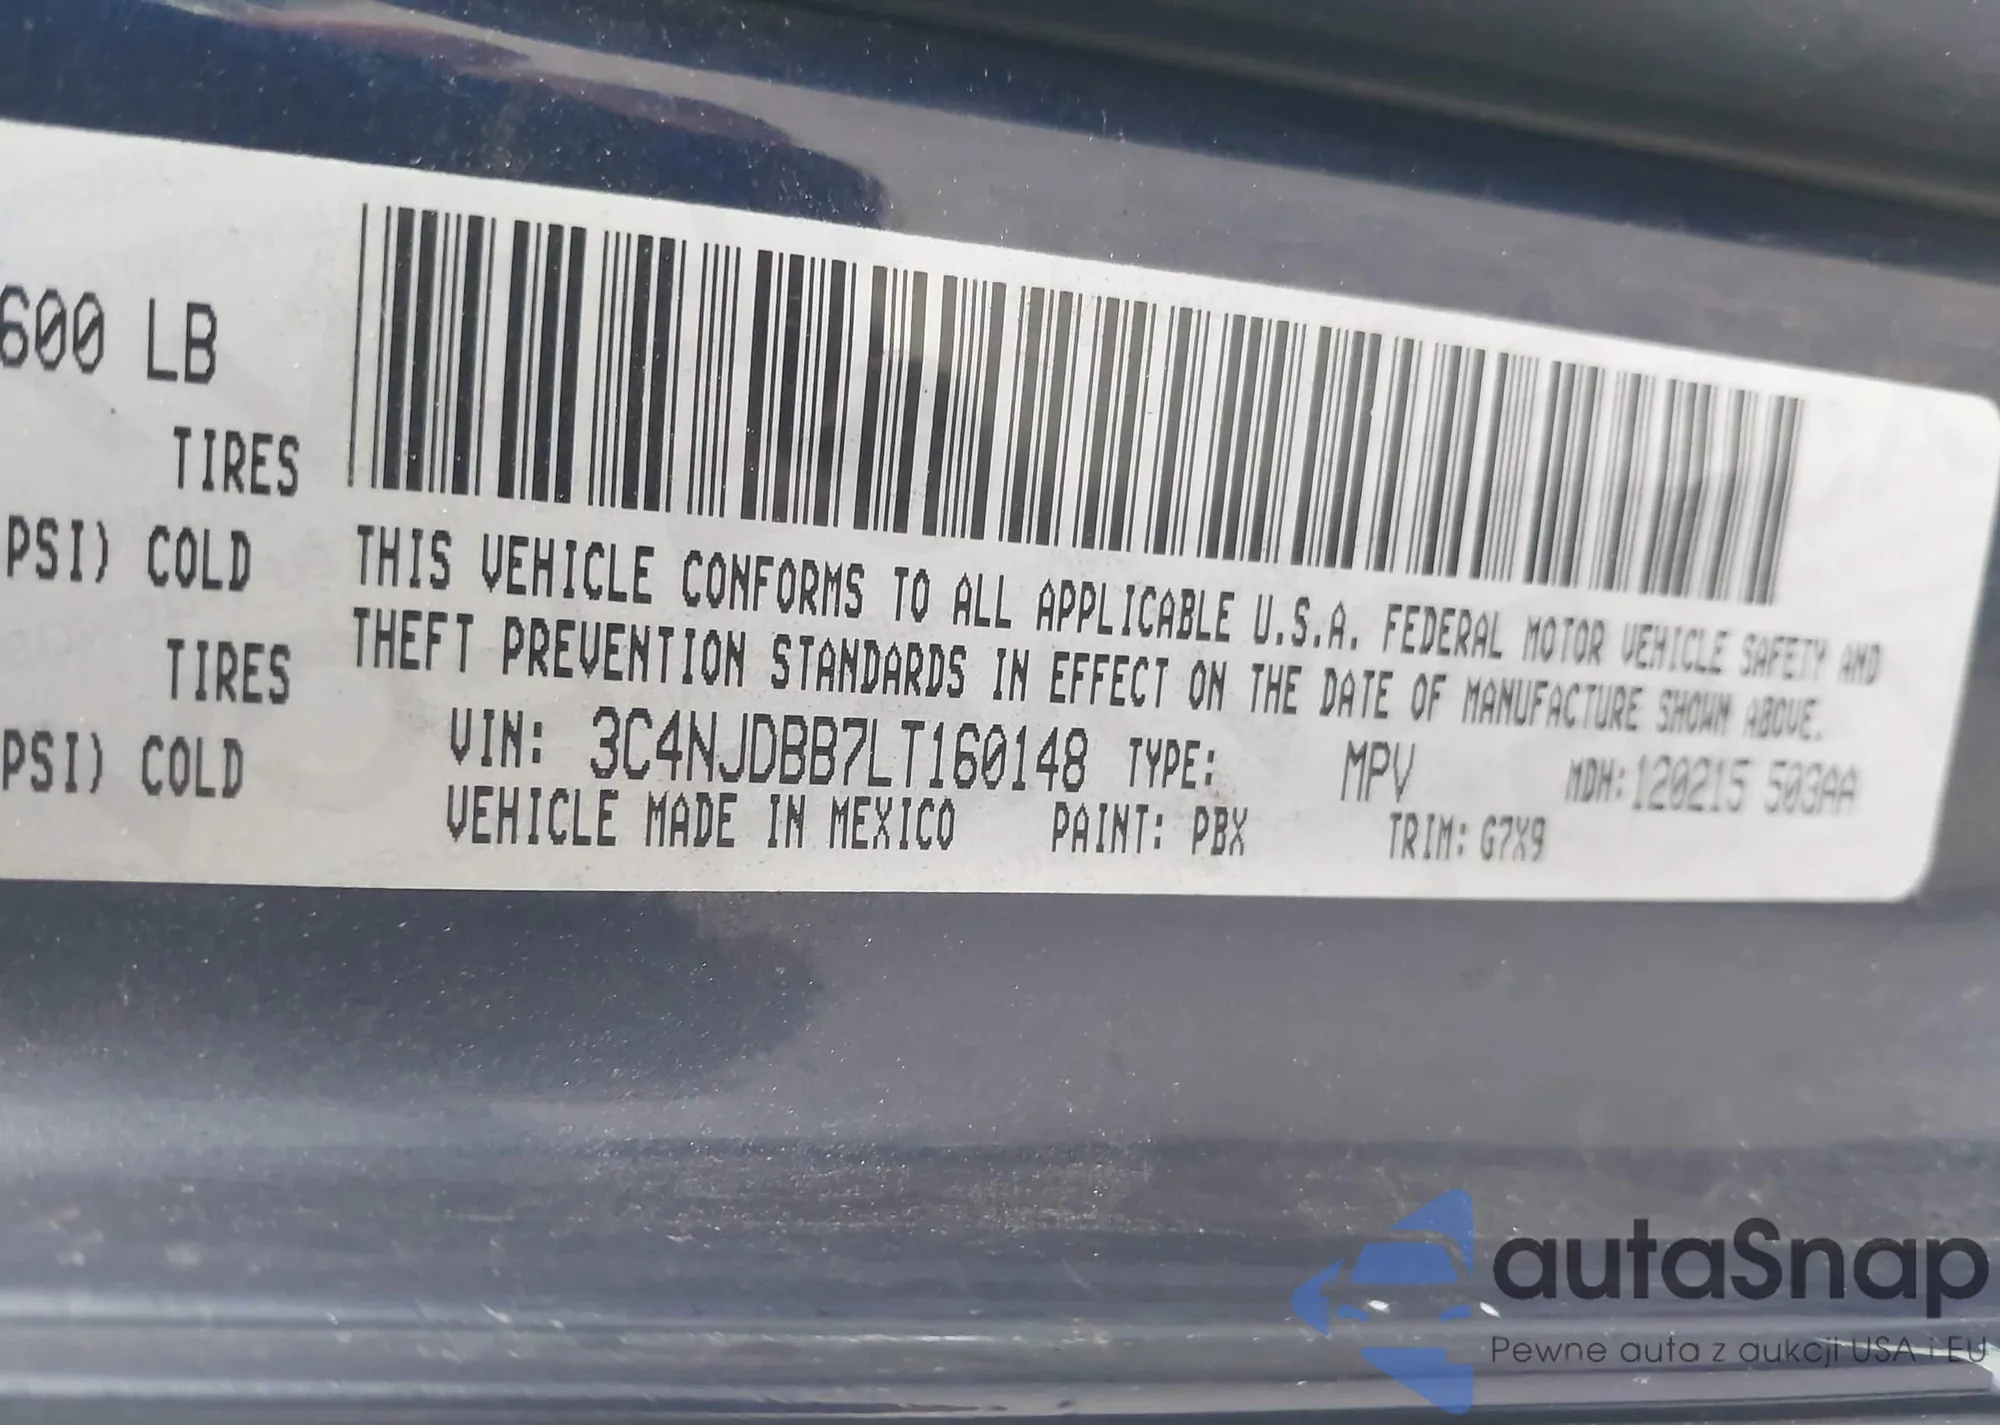 600 LB
TIRES
PSI) COLD
TIRES
PSI) COLD
THIS VEHICLE CONFORMS TO ALL APPLICABLE U.S.A. FEDERAL MOTOR VEHICLE SAFETY AND
THEFT PREVENTION STANDARDS IN EFFECT ON THE DATE OF MANUFACTURE SHOWN ABOVE.
VIN: 3C4NJDBB7LT160148 TYPE: MPV MDH: 120215 503AA
VEHICLE MADE IN MEXICO PAINT: PBX TRIM: G7X9
autaSnap
Pewne auta z aukcji USA i EU